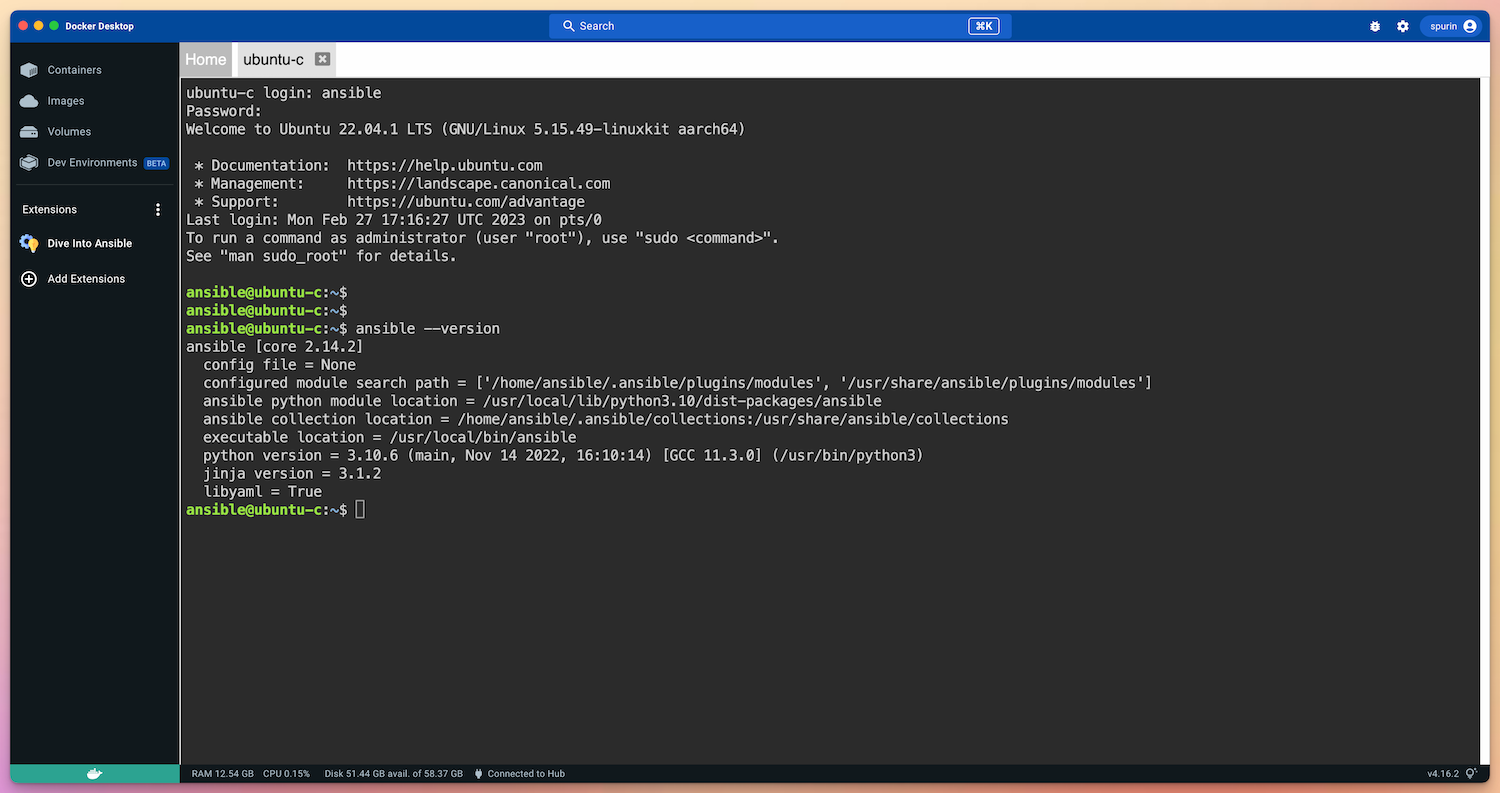 Docker Desktop
Search
⌘K
spurin
Containers
Images
Volumes
Dev Environments BETA
Extensions
Dive Into Ansible
Add Extensions
Home
ubuntu-c
ubuntu-c login: ansible
Password:
Welcome to Ubuntu 22.04.1 LTS (GNU/Linux 5.15.49-linuxkit aarch64)
* Documentation:  https://help.ubuntu.com
* Management:     https://landscape.canonical.com
* Support:        https://ubuntu.com/advantage
Last login: Mon Feb 27 17:16:27 UTC 2023 on pts/0
To run a command as administrator (user "root"), use "sudo <command>".
See "man sudo_root" for details.
ansible@ubuntu-c:~$
ansible@ubuntu-c:~$
ansible@ubuntu-c:~$ ansible --version
ansible [core 2.14.2]
  config file = None
  configured module search path = ['/home/ansible/.ansible/plugins/modules', '/usr/share/ansible/plugins/modules']
  ansible python module location = /usr/local/lib/python3.10/dist-packages/ansible
  ansible collection location = /home/ansible/.ansible/collections:/usr/share/ansible/collections
  executable location = /usr/local/bin/ansible
  python version = 3.10.6 (main, Nov 14 2022, 16:10:14) [GCC 11.3.0] (/usr/bin/python3)
  jinja version = 3.1.2
  libyaml = True
ansible@ubuntu-c:~$
RAM 12.54 GB CPU 0.15% Disk 51.44 GB avail. of 58.37 GB Connected to Hub
v4.16.2